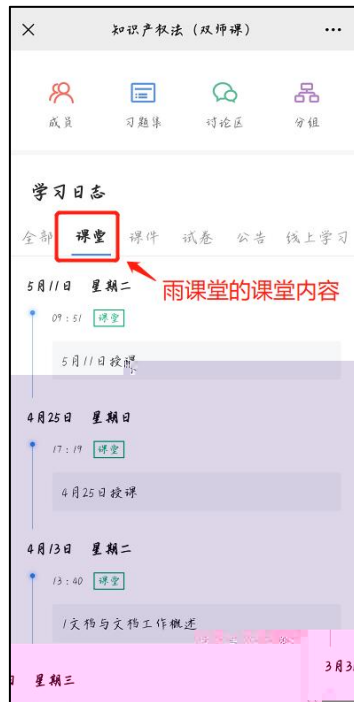 知识产权法（双师课）
成员 习题集 讨论区 分组
学习日志
全部 课堂 课件 试卷 公告 线上学习
5月11日 星期二
雨课堂的课堂内容
09:51 课堂
5月11日授课
4月25日 星期日
17:19 课堂
4月25日授课
4月13日 星期二
13:40 课堂
1文档与文档工作概述
3月3
星期三